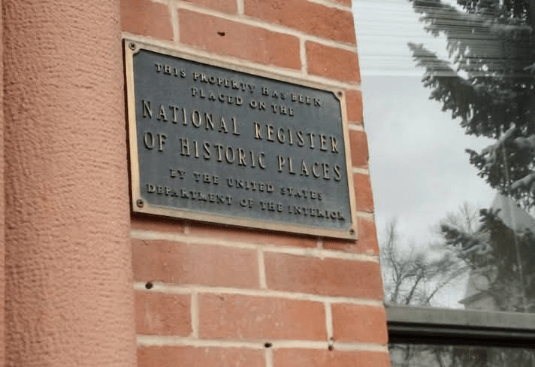 THIS PROPERTY HAS BEEN
PLACED ON THE
NATIONAL REGISTER
OF HISTORIC PLACES
BY THE UNITED STATES
DEPARTMENT OF THE INTERIOR